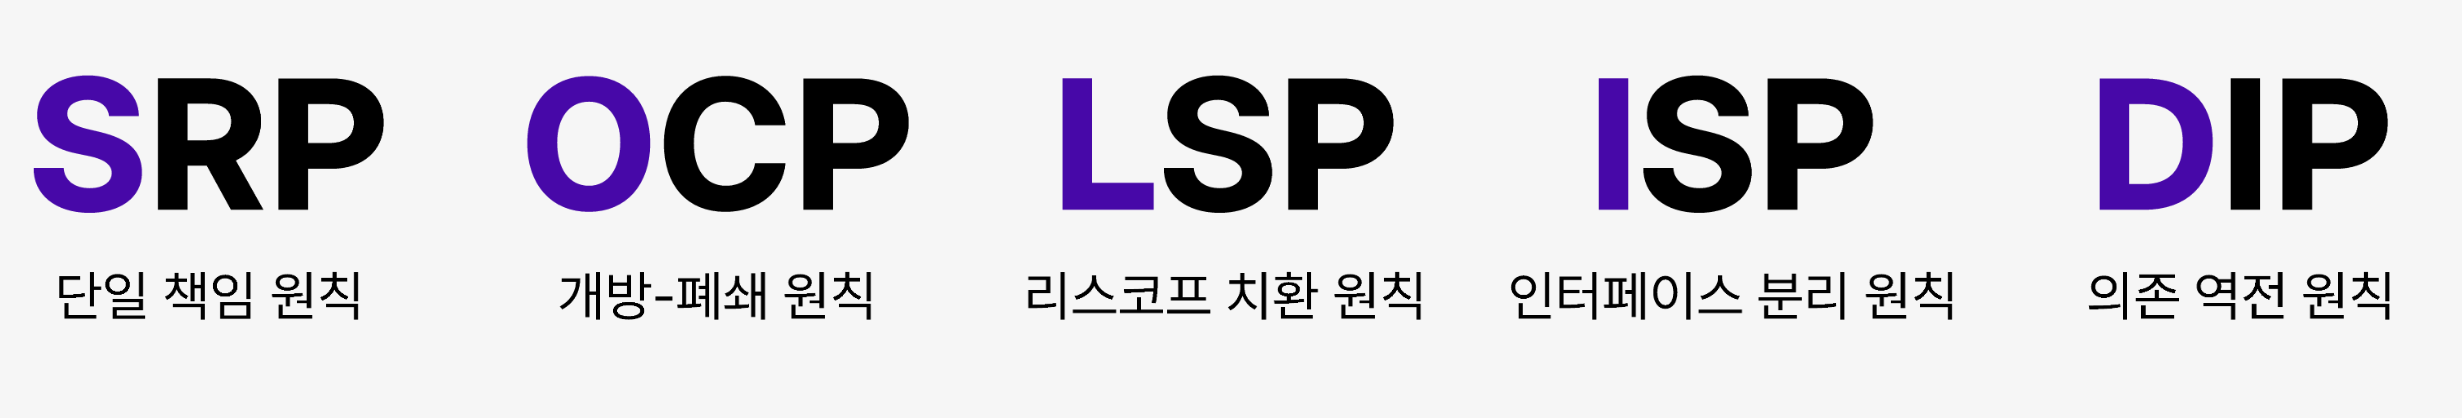 SRP OCP LSP ISP DIP
단일 책임 원칙 개방-폐쇄 원칙 리스코프 치환 원칙 인터페이스 분리 원칙 의존 역전 원칙